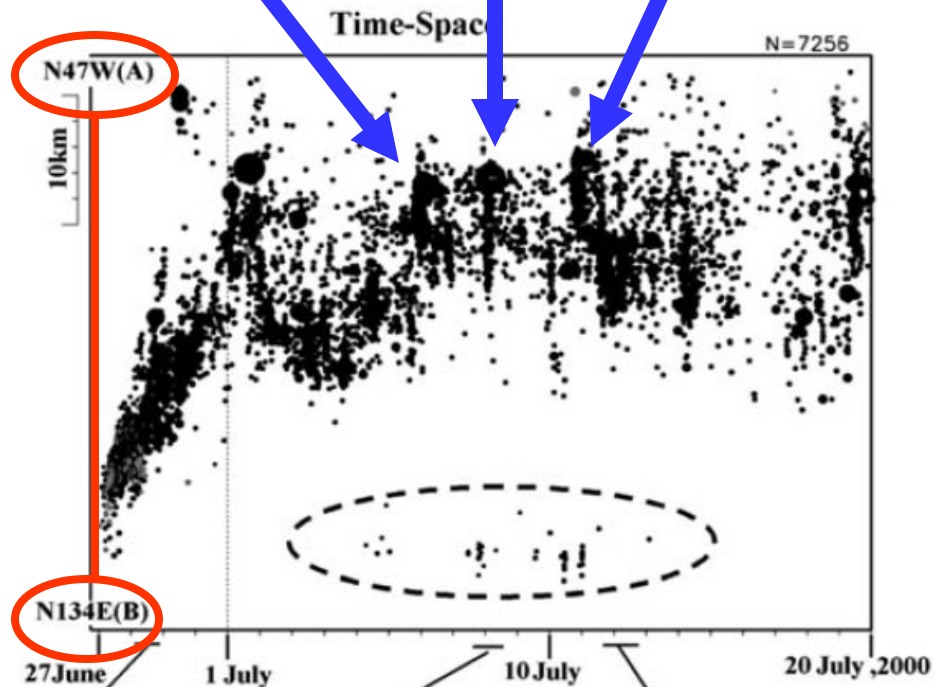 Time-Space
N=7256
N47W(A)
10km
N134E(B)
27June
1 July
10 July
20 July ,2000